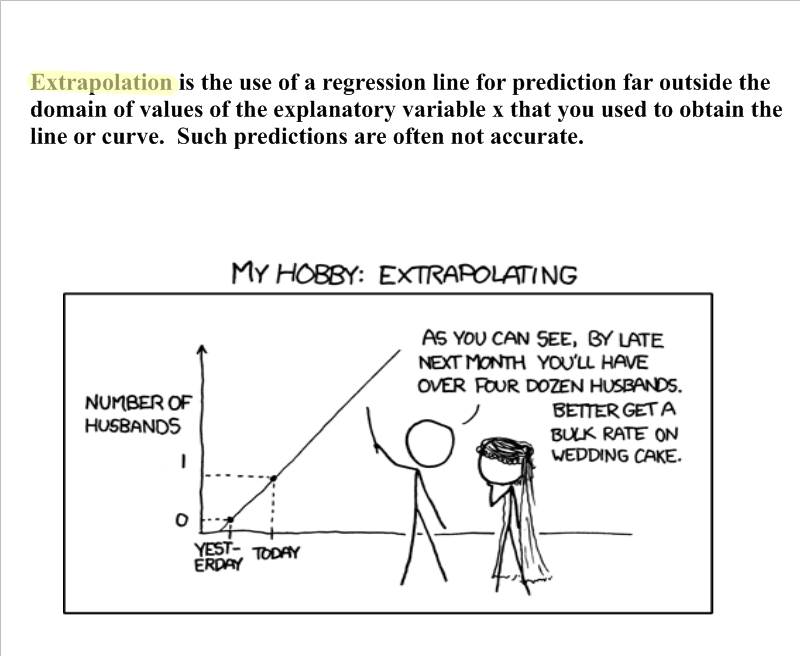 Extrapolation is the use of a regression line for prediction far outside the
domain of values of the explanatory variable x that you used to obtain the
line or curve.  Such predictions are often not accurate.
MY HOBBY: EXTRAPOLATING
AS YOU CAN SEE, BY LATE
NEXT MONTH YOU'LL HAVE
OVER FOUR DOZEN HUSBANDS.
BETTER GET A
BULK RATE ON
WEDDING CAKE.
NUMBER OF
HUSBANDS
1
0
YEST-
ERDAY
TODAY